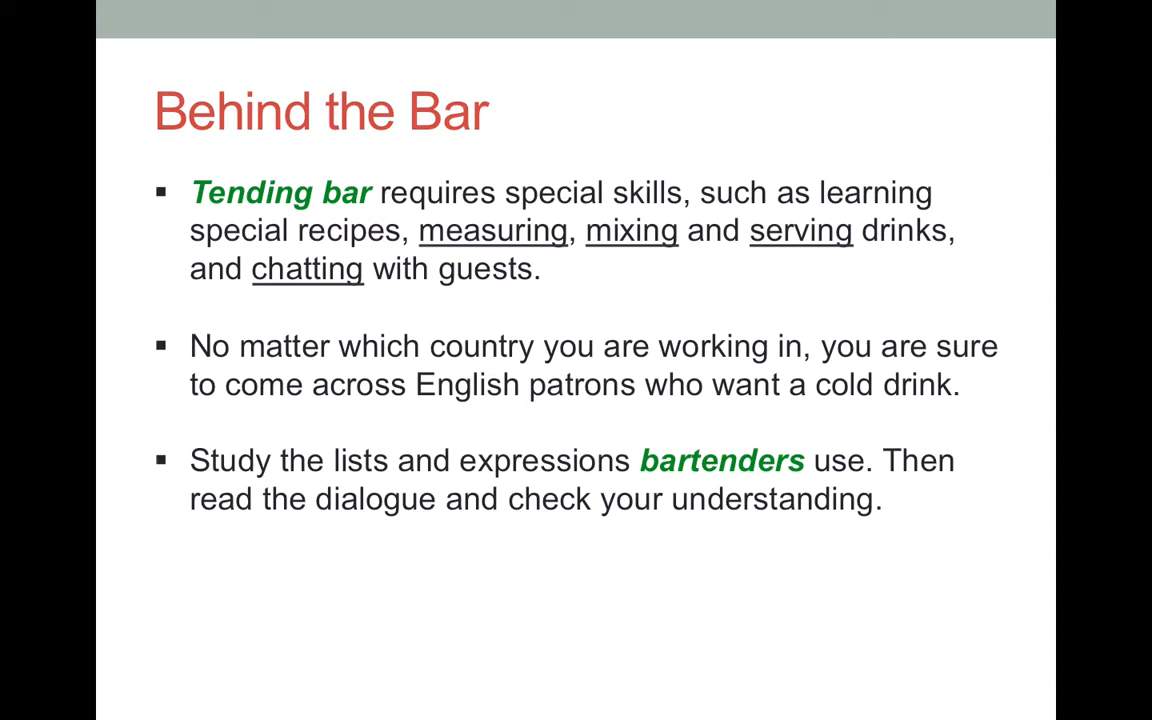 Behind the Bar
▪ Tending bar requires special skills, such as learning
special recipes, measuring, mixing and serving drinks,
and chatting with guests.
▪ No matter which country you are working in, you are sure
to come across English patrons who want a cold drink.
▪ Study the lists and expressions bartenders use. Then
read the dialogue and check your understanding.